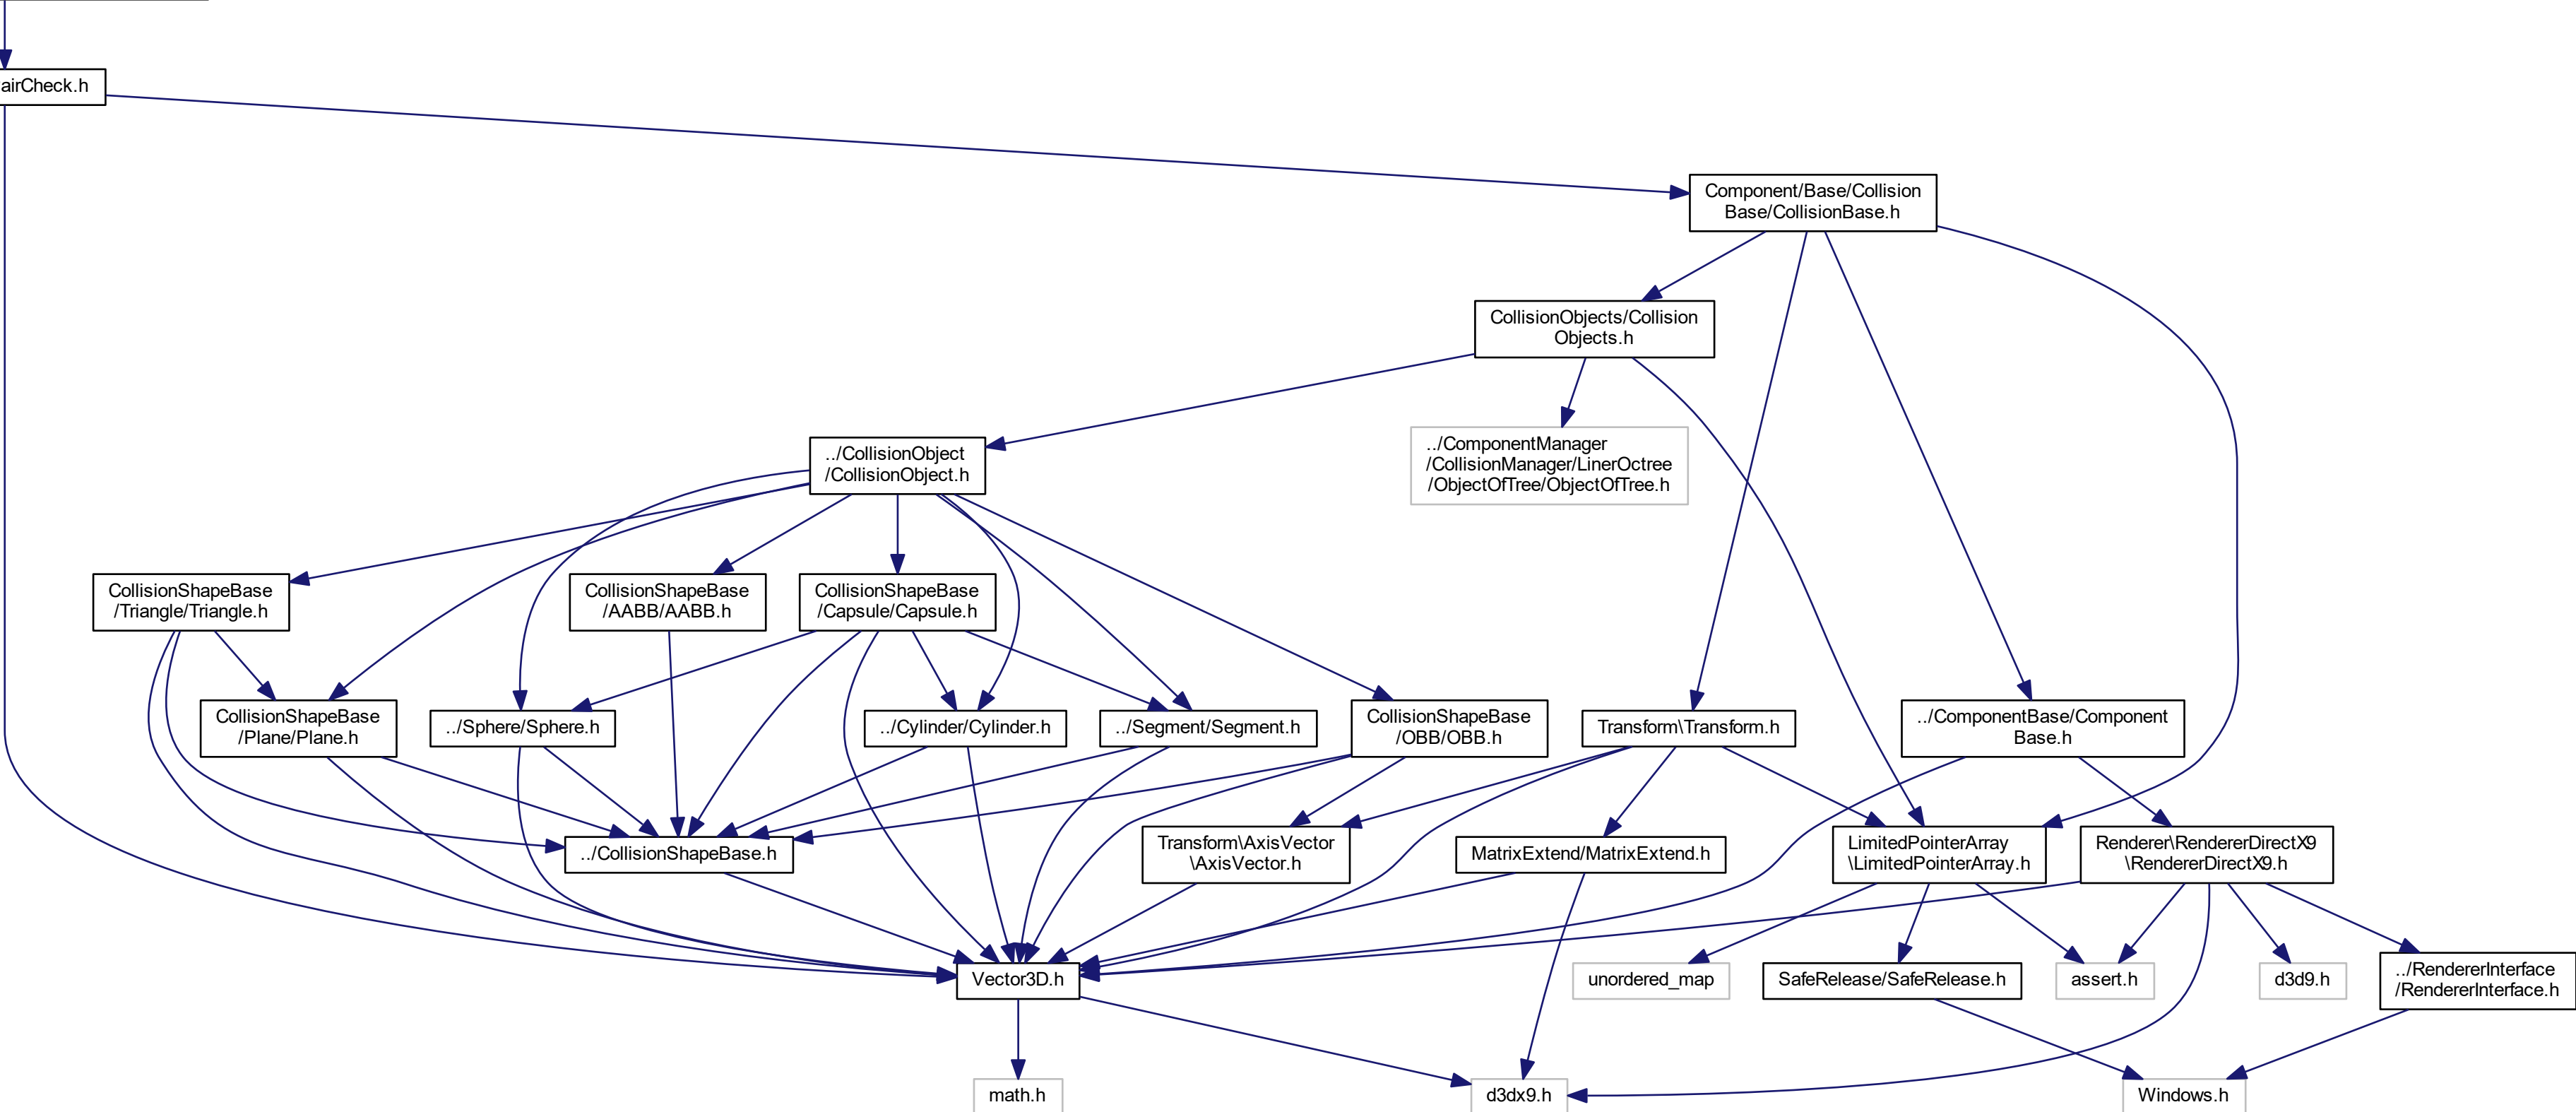 airCheck.h
Component/Base/Collision
Base/CollisionBase.h
CollisionObjects/Collision
Objects.h
../CollisionObject
/CollisionObject.h
../ComponentManager
/CollisionManager/LinerOctree
/ObjectOfTree/ObjectOfTree.h
CollisionShapeBase
/Triangle/Triangle.h
CollisionShapeBase
/AABB/AABB.h
CollisionShapeBase
/Capsule/Capsule.h
CollisionShapeBase
/Plane/Plane.h
../Sphere/Sphere.h
../Cylinder/Cylinder.h
../Segment/Segment.h
CollisionShapeBase
/OBB/OBB.h
Transform\Transform.h
../ComponentBase/Component
Base.h
../CollisionShapeBase.h
Transform\AxisVector
\AxisVector.h
MatrixExtend/MatrixExtend.h
LimitedPointerArray
\LimitedPointerArray.h
Renderer\RendererDirectX9
\RendererDirectX9.h
Vector3D.h
unordered_map
SafeRelease/SafeRelease.h
assert.h
d3d9.h
../RendererInterface
/RendererInterface.h
math.h
d3dx9.h
Windows.h